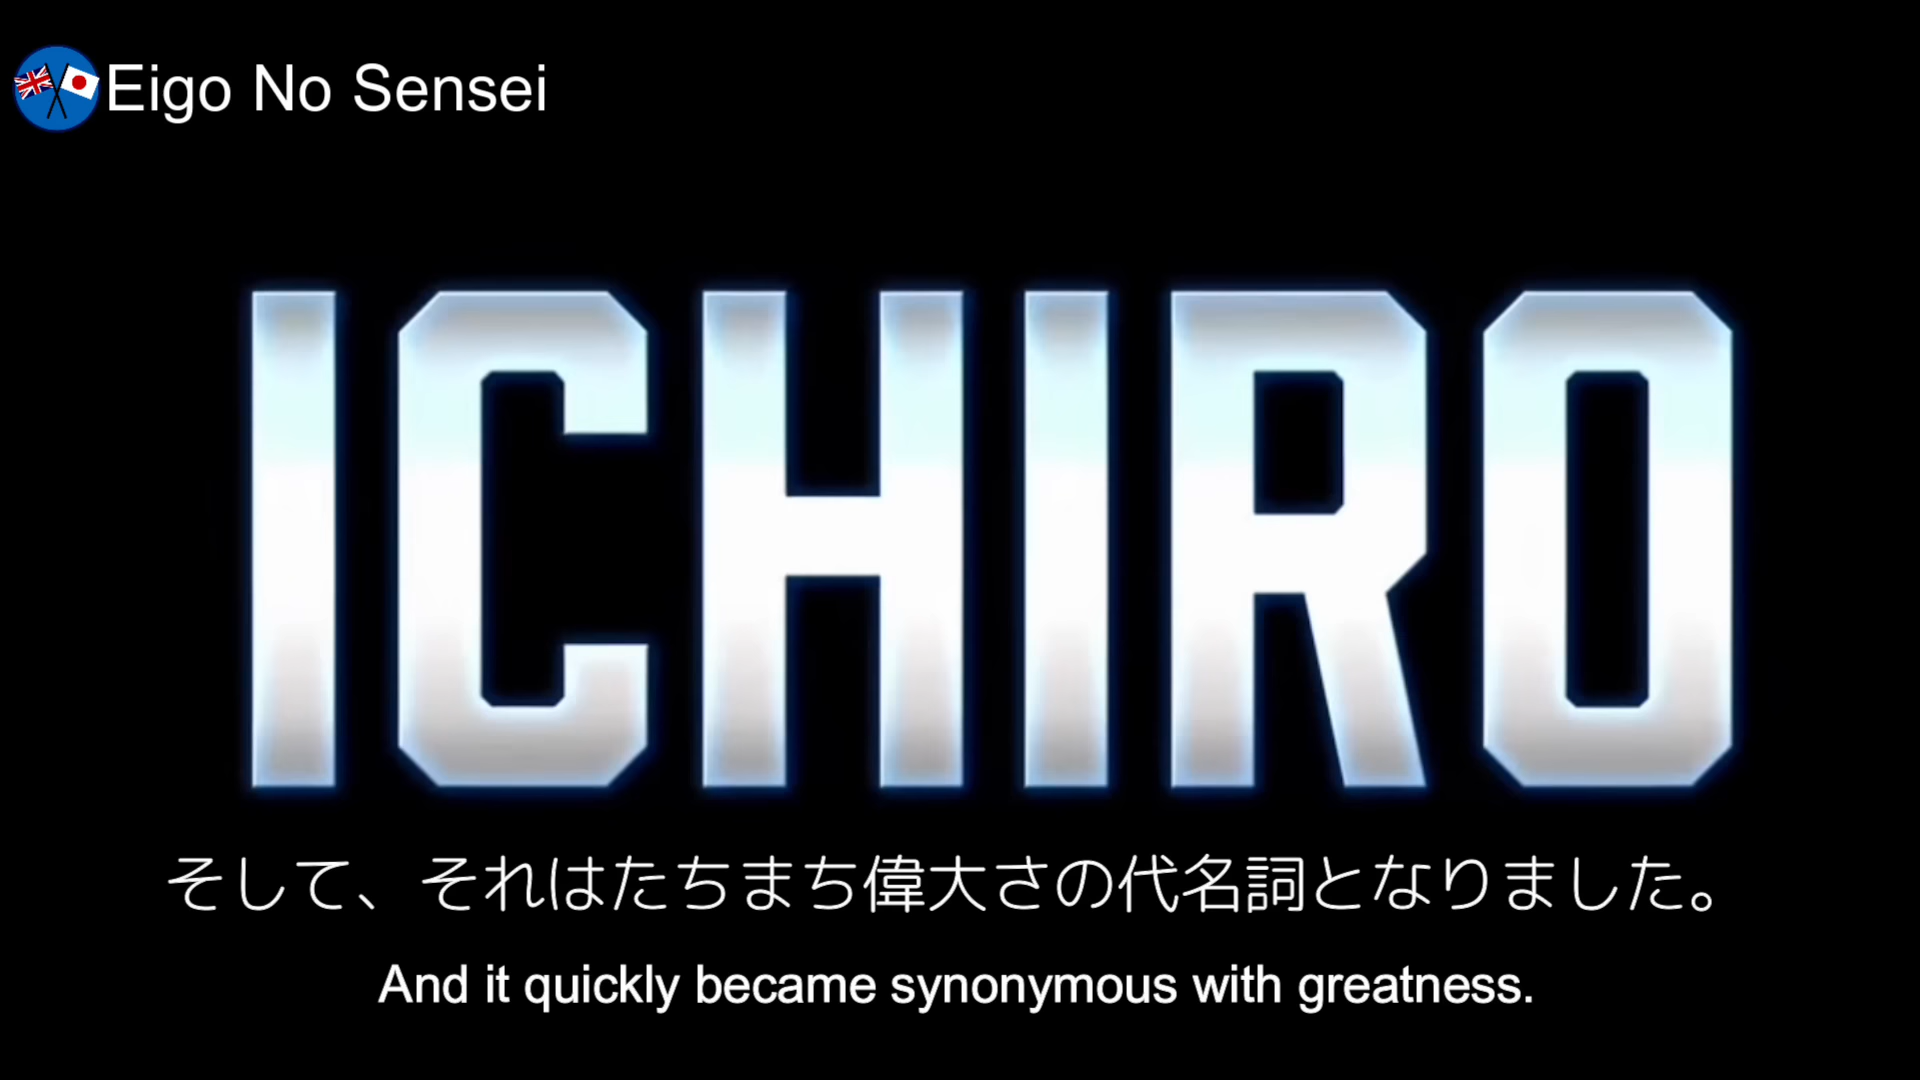 Eigo No Sensei
ICHIRO
そして、それはたちまち偉大さの代名詞となりました。
And it quickly became synonymous with greatness.